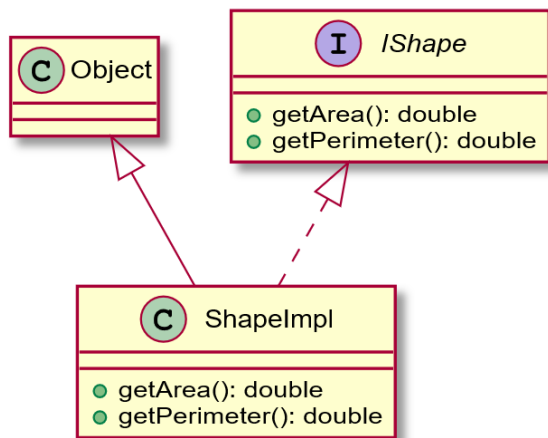 C Object
I IShape
getArea(): double
getPerimeter(): double
C ShapeImpl
getArea(): double
getPerimeter(): double